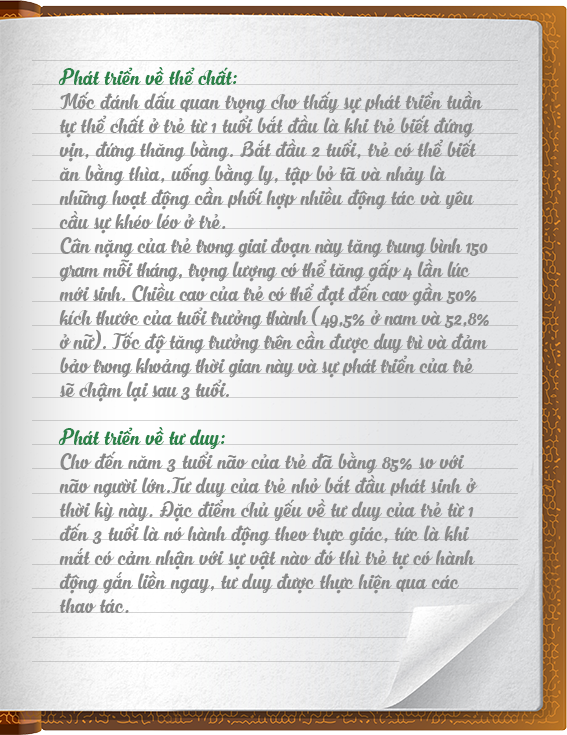 Phát triển về thể chất:
Mốc đánh dấu quan trọng cho thấy sự phát triển tuần
tự thể chất ở trẻ từ 1 tuổi bắt đầu là khi trẻ biết đứng
vịn, đứng thăng bằng. Bắt đầu 2 tuổi, trẻ có thể biết
ăn bằng thìa, uống bằng ly, tập bỏ tã và nhảy là
những hoạt động cần phối hợp nhiều động tác và yêu
cầu sự khéo léo ở trẻ.
Cân nặng của trẻ trong giai đoạn này tăng trung bình 150
gram mỗi tháng, trọng lượng có thể tăng gấp 4 lần lúc
mới sinh. Chiều cao của trẻ có thể đạt đến cao gần 50%
kích thước của tuổi trưởng thành (49,5% ở nam và 52,8%
ở nữ). Tốc độ tăng trưởng trên cần được duy trì và đảm
bảo trong khoảng thời gian này và sự phát triển của trẻ
sẽ chậm lại sau 3 tuổi.
Phát triển về tư duy:
Cho đến năm 3 tuổi não của trẻ đã bằng 85% so với
não người lớn.Tư duy của trẻ nhỏ bắt đầu phát sinh ở
thời kỳ này. Đặc điểm chủ yếu về tư duy của trẻ từ 1
đến 3 tuổi là nó hành động theo trực giác, tức là khi
mắt có cảm nhận với sự vật nào đó thì trẻ tự có hành
động gắn liền ngay, tư duy được thực hiện qua các
thao tác.